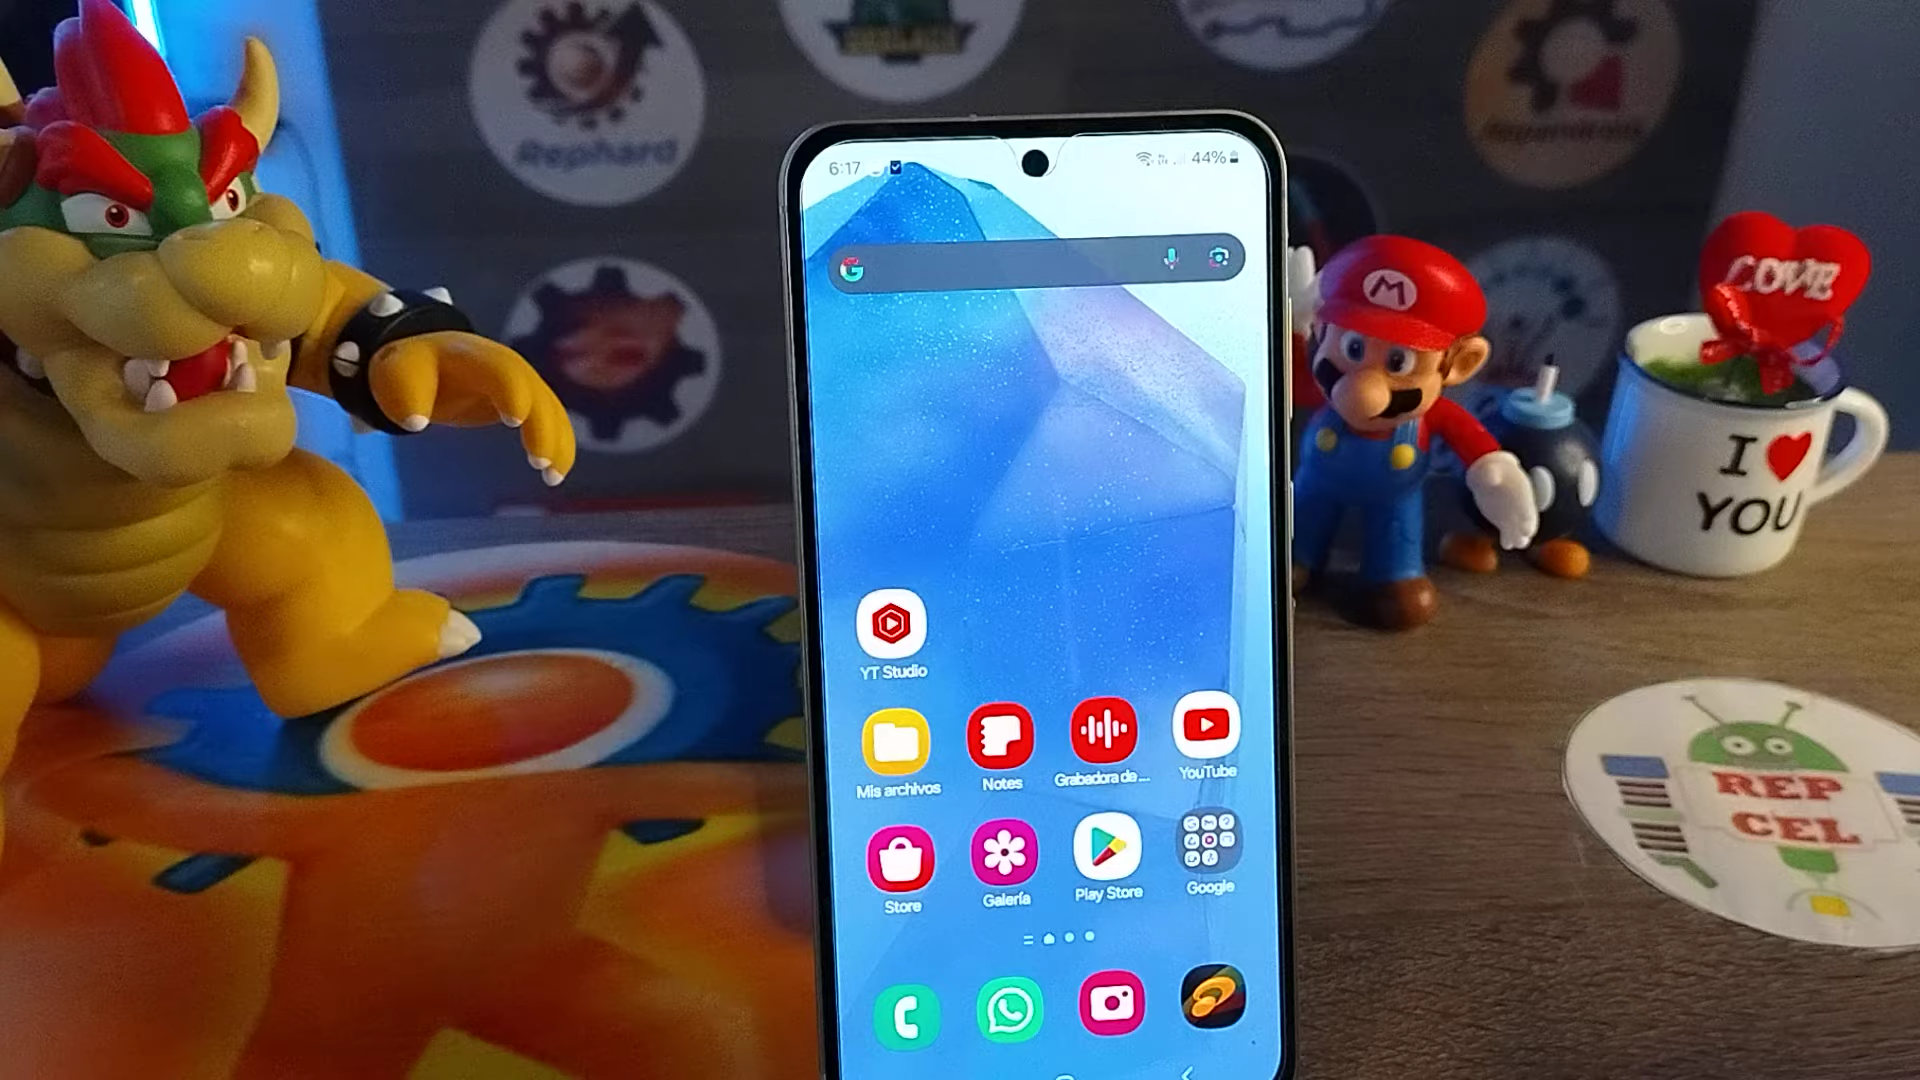 Rephard
6:17
44%
M
LOVE
I
YOU
YT Studio
Mis archivos
Notes
Grabadora de ...
YouTube
Store
Galería
Play Store
Google
REP
CEL